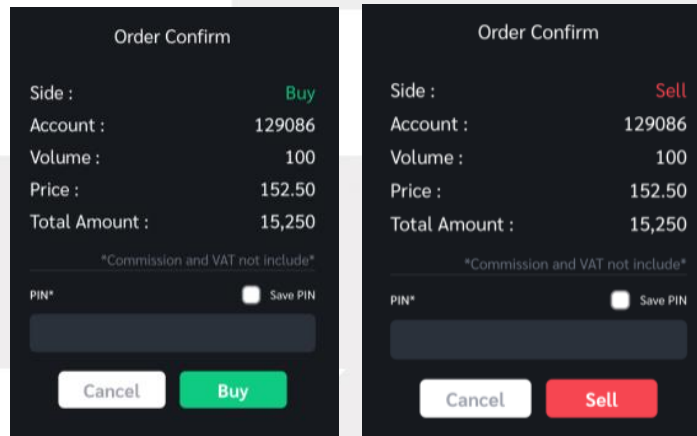 Order Confirm
Side : Buy
Account : 129086
Volume : 100
Price : 152.50
Total Amount : 15,250
*Commission and VAT not include*
PIN* Save PIN
Cancel Buy
Order Confirm
Side : Sell
Account : 129086
Volume : 100
Price : 152.50
Total Amount : 15,250
*Commission and VAT not include*
PIN* Save PIN
Cancel Sell